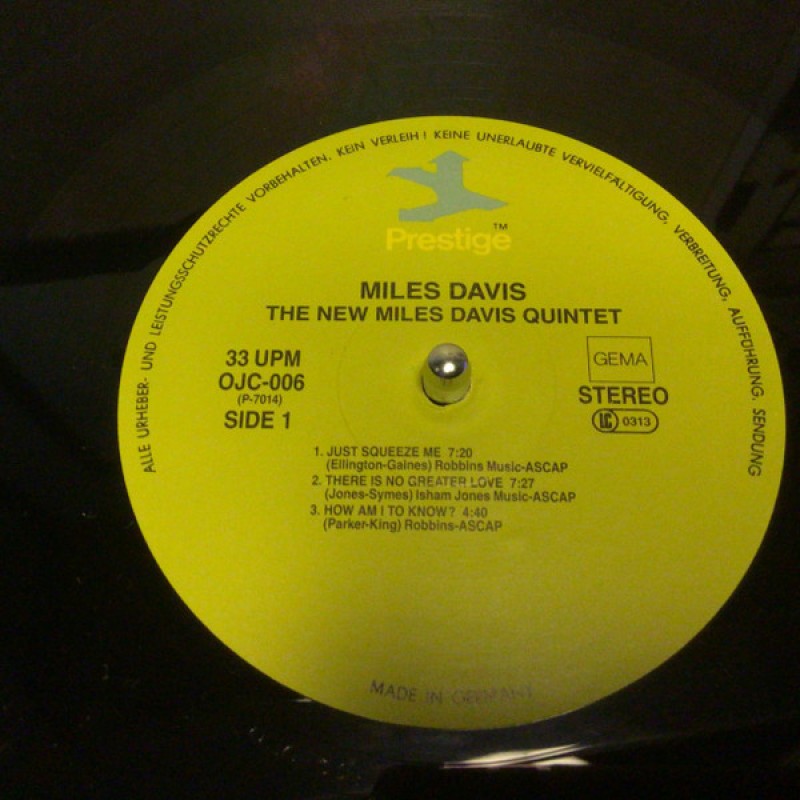 ALLE URHEBER- UND LEISTUNGSSCHUTZRECHTE VORBEHALTEN. KEIN VERLEIH! KEINE UNERLAUBTE VERVIELFÄLTIGUNG, VERBREITUNG, AUFFÜHRUNG, SENDUNG
Prestige™
MILES DAVIS
THE NEW MILES DAVIS QUINTET
33 UPM
OJC-006
(P-7014)
SIDE 1
GEMA
STEREO
LC 0313
1. JUST SQUEEZE ME 7:20
(Ellington-Gaines) Robbins Music-ASCAP
2. THERE IS NO GREATER LOVE 7:27
(Jones-Symes) Isham Jones Music-ASCAP
3. HOW AM I TO KNOW? 4:40
(Parker-King) Robbins-ASCAP
MADE IN GERMANY